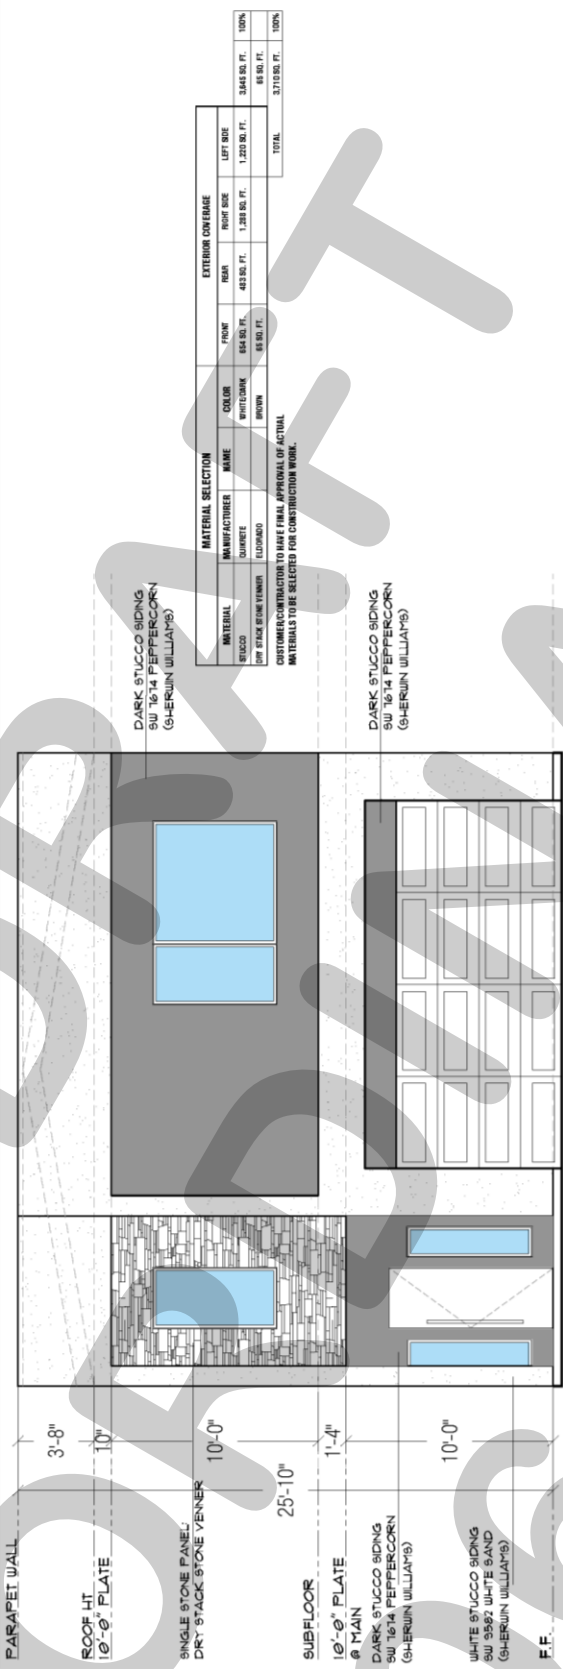 PARAPET WALL
3'-8"
ROOF HT
10"
10'-0" PLATE
SINGLE STONE PANEL:
DRY STACK STONE VENNER
10'-0"
25'-10"
SUBFLOOR
1'-4"
10'-0" PLATE
@ MAIN
DARK STUCCO SIDING
SW 7674 PEPPERCORN
(SHERWIN WILLIAMS)
10'-0"
WHITE STUCCO SIDING
SW 9582 WHITE SAND
(SHERWIN WILLIAMS)
F.F.
DARK STUCCO SIDING
SW 7674 PEPPERCORN
(SHERWIN WILLIAMS)
DARK STUCCO SIDING
SW 7674 PEPPERCORN
(SHERWIN WILLIAMS)
MATERIAL SELECTION EXTERIOR COVERAGE
MATERIAL MANUFACTURER NAME COLOR FRONT REAR RIGHT SIDE LEFT SIDE
STUCCO QUIKRETE WHITE/DARK 654 SQ. FT. 483 SQ. FT. 1,288 SQ. FT. 1,220 SQ. FT. 3,645 SQ. FT. 100%
DRY STACK STONE VENNER ELDORADO BROWN 65 SQ. FT. 65 SQ. FT.
TOTAL 3,710 SQ. FT. 100%
CUSTOMER/CONTRACTOR TO HAVE FINAL APPROVAL OF ACTUAL
MATERIALS TO BE SELECTED FOR CONSTRUCTION WORK.
DRAFT